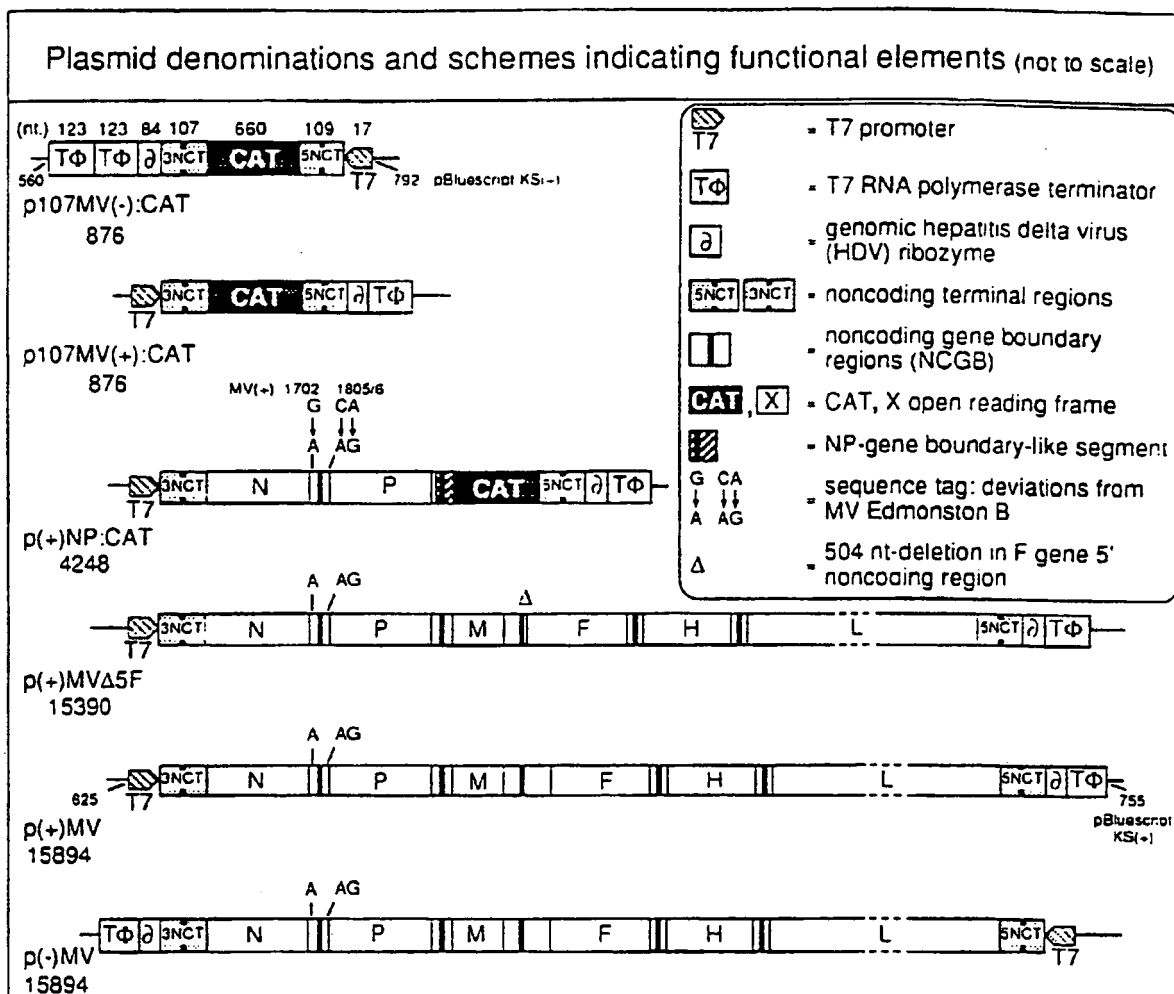 Plasmid denominations and schemes indicating functional elements (not to scale)
(nt.) 123 123 84 107 660 109 17
TΦ TΦ ∂ 3NCT CAT 5NCT
560 T7 792 pBluescript KS(+)
p107MV(-):CAT
876
3NCT CAT 5NCT ∂ TΦ
T7
p107MV(+):CAT
876
MV(+) 1702 1805/6
G CA
A AG
3NCT N P CAT 5NCT ∂ TΦ
T7
p(+)NP:CAT
4248
A AG Δ
3NCT N P M F H L 5NCT ∂ TΦ
T7
p(+)MVΔ5F
15390
A AG
3NCT N P M F H L 5NCT ∂ TΦ
625 T7 755
pBluescript
KS(+)
p(+)MV
15894
A AG
TΦ ∂ 3NCT N P M F H L 5NCT
T7
p(-)MV
15894
T7 = T7 promoter
TΦ = T7 RNA polymerase terminator
∂ = genomic hepatitis delta virus
(HDV) ribozyme
5NCT 3NCT = noncoding terminal regions
= noncoding gene boundary
regions (NCGB)
CAT , X = CAT, X open reading frame
= NP-gene boundary-like segment
G CA
A AG = sequence tag: deviations from
MV Edmonston B
Δ = 504 nt-deletion in F gene 5'
noncoding region